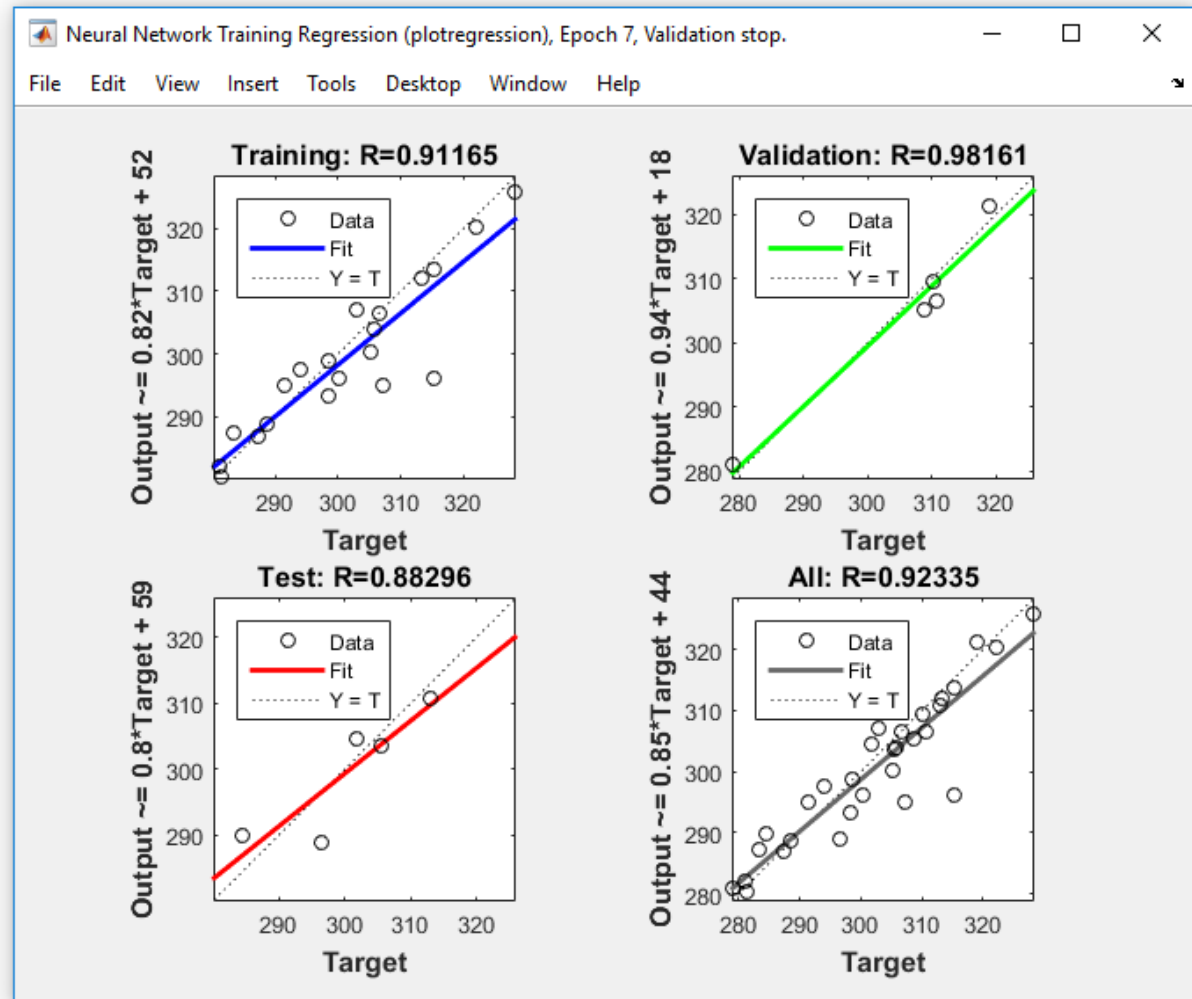 Neural Network Training Regression (plotregression), Epoch 7, Validation stop.
File Edit View Insert Tools Desktop Window Help
Training: R=0.91165
Output ~= 0.82*Target + 52
Data
Fit
Y = T
320
310
300
290
290 300 310 320
Target
Validation: R=0.98161
Output ~= 0.94*Target + 18
Data
Fit
Y = T
320
310
300
290
280
280 290 300 310 320
Target
Test: R=0.88296
Output ~= 0.8*Target + 59
Data
Fit
Y = T
320
310
300
290
290 300 310 320
Target
All: R=0.92335
Output ~= 0.85*Target + 44
Data
Fit
Y = T
320
310
300
290
280
280 290 300 310 320
Target